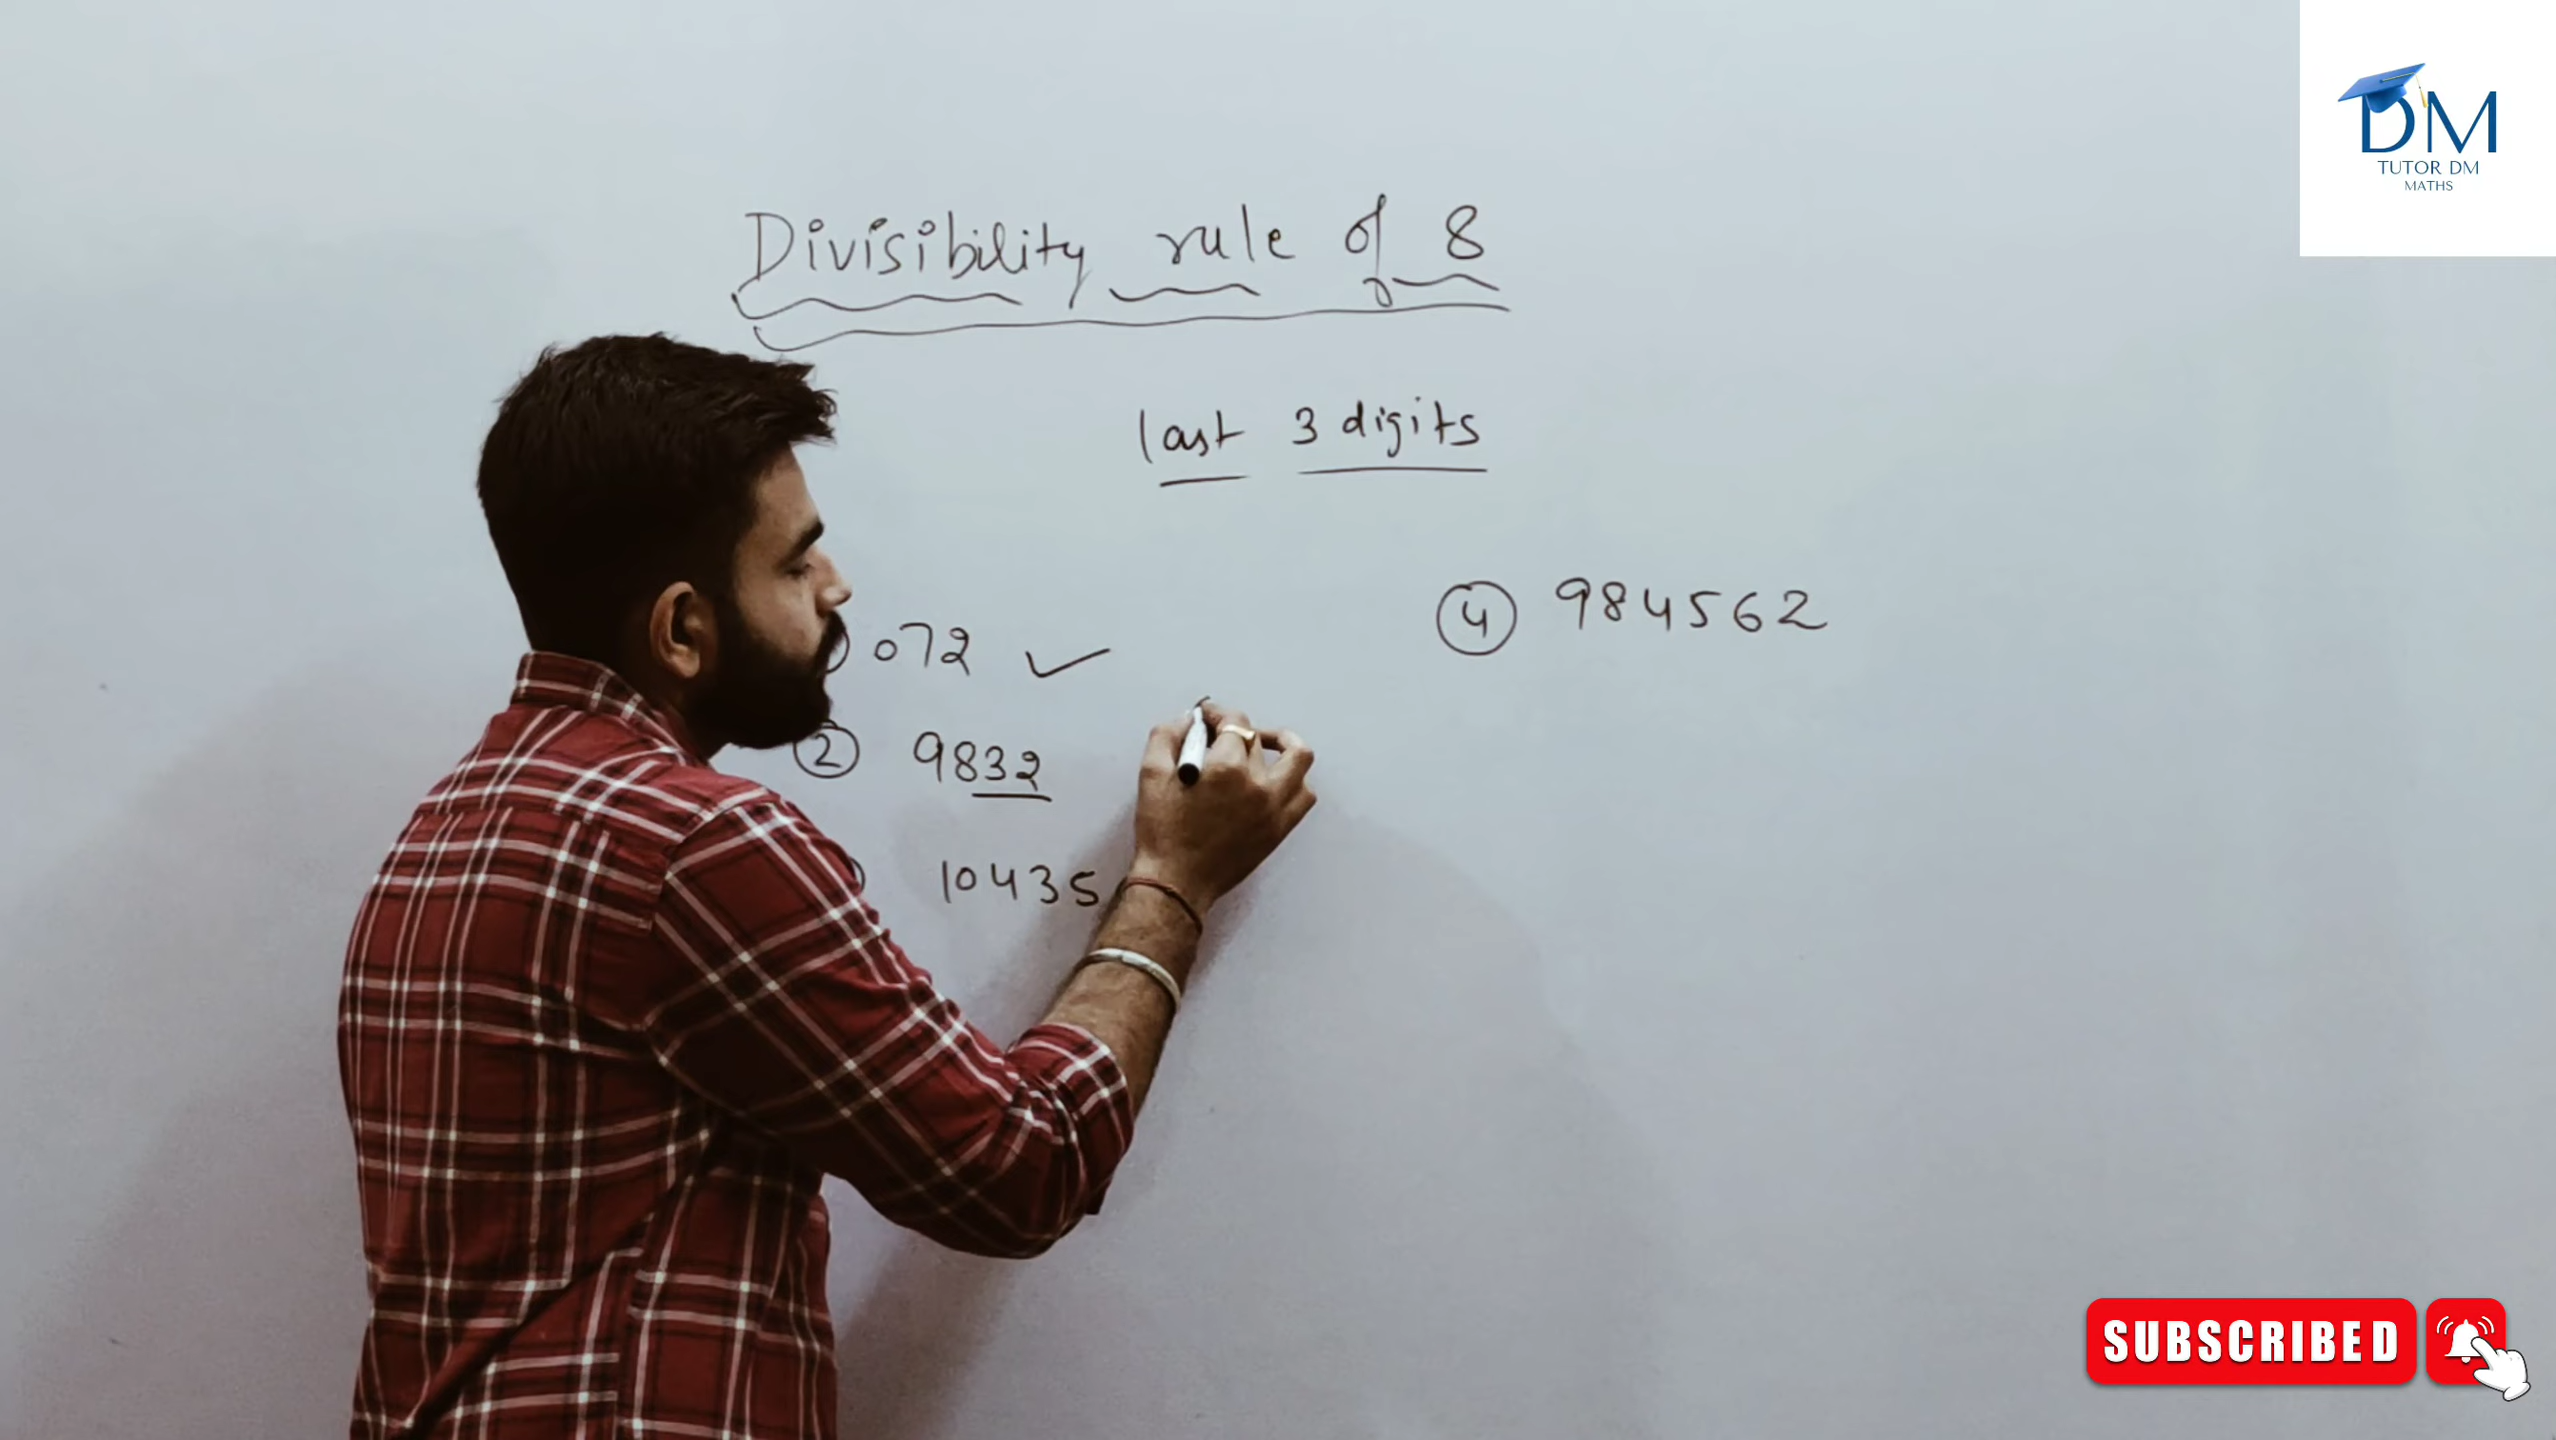 DM
TUTOR DM
MATHS
Divisibility rule of 8
last 3 digits
072 ✓
② 9832
10435
④ 984562
SUBSCRIBED